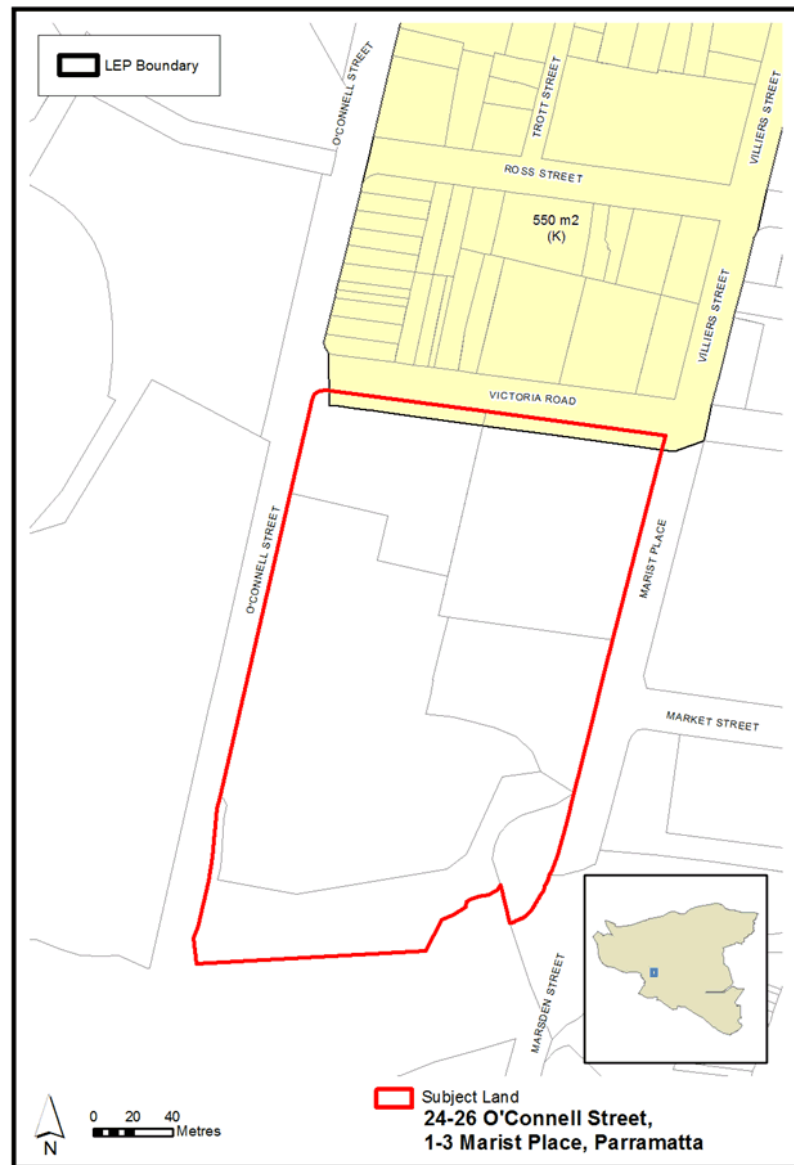 LEP Boundary
O'CONNELL STREET
TROTT STREET
VILLIERS STREET
ROSS STREET
550 m2
(K)
VILLIERS STREET
VICTORIA ROAD
O'CONNELL STREET
MARIST PLACE
MARKET STREET
MARSDEN STREET
N
0 20 40
Metres
Subject Land
24-26 O'Connell Street,
1-3 Marist Place, Parramatta